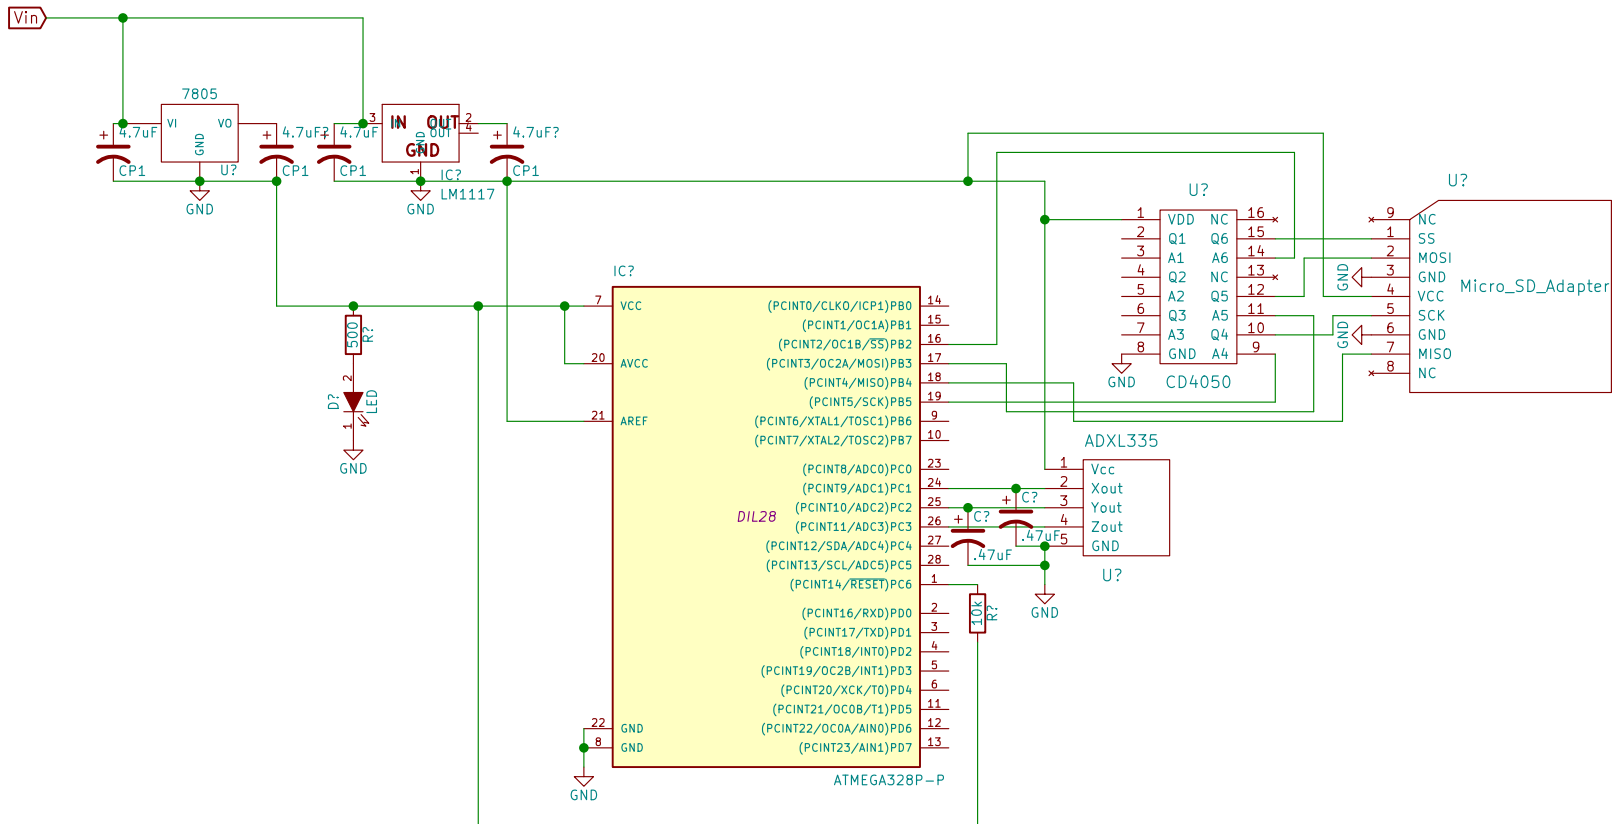 Vin
7805
VI
VO
GND
4.7uF
CP1
U?
GND
4.7uF?
CP1
4.7uF
CP1
3
IN OUT
OUT
GND
GND
2
4
1
IC?
LM1117
GND
4.7uF?
CP1
500
R?
2
D?
LED
1
GND
IC?
7 VCC
20 AVCC
21 AREF
22 GND
8 GND
GND
DIL28
(PCINT0/CLKO/ICP1)PB0 14
(PCINT1/OC1A)PB1 15
(PCINT2/OC1B/SS)PB2 16
(PCINT3/OC2A/MOSI)PB3 17
(PCINT4/MISO)PB4 18
(PCINT5/SCK)PB5 19
(PCINT6/XTAL1/TOSC1)PB6 9
(PCINT7/XTAL2/TOSC2)PB7 10
(PCINT8/ADC0)PC0 23
(PCINT9/ADC1)PC1 24
(PCINT10/ADC2)PC2 25
(PCINT11/ADC3)PC3 26
(PCINT12/SDA/ADC4)PC4 27
(PCINT13/SCL/ADC5)PC5 28
(PCINT14/RESET)PC6 1
(PCINT16/RXD)PD0 2
(PCINT17/TXD)PD1 3
(PCINT18/INT0)PD2 4
(PCINT19/OC2B/INT1)PD3 5
(PCINT20/XCK/T0)PD4 6
(PCINT21/OC0B/T1)PD5 11
(PCINT22/OC0A/AIN0)PD6 12
(PCINT23/AIN1)PD7 13
ATMEGA328P-P
U?
1 VDD NC 16
2 Q1 Q6 15
3 A1 A6 14
4 Q2 NC 13
5 A2 Q5 12
6 Q3 A5 11
7 A3 Q4 10
8 GND A4 9
CD4050
GND
U?
9 NC
1 SS
2 MOSI
3 GND
4 VCC
5 SCK
6 GND
7 MISO
8 NC
Micro_SD_Adapter
GND
GND
ADXL335
1 Vcc
2 Xout
3 Yout
4 Zout
5 GND
U?
C?
.47uF
C?
.47uF
GND
10k
R?